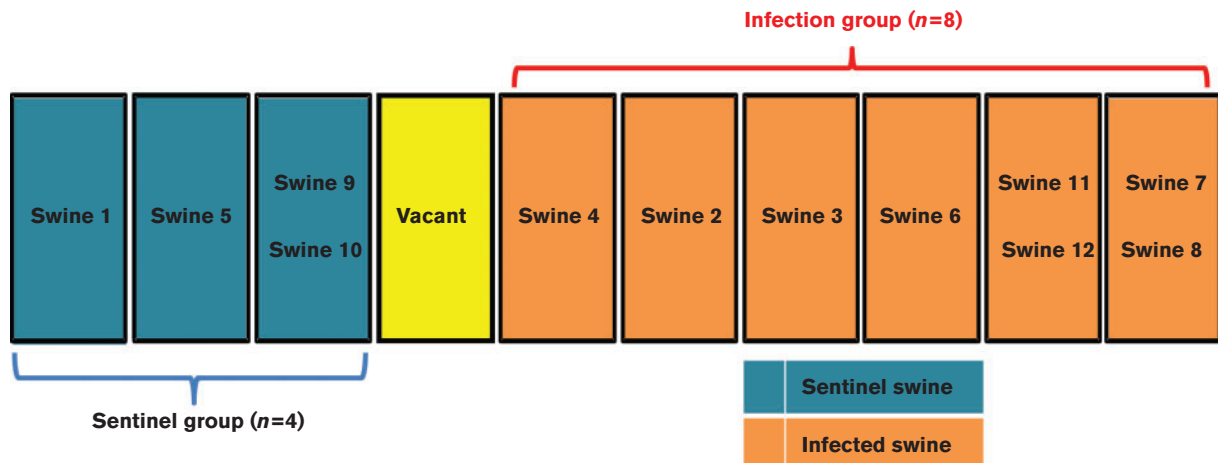 Infection group (n=8)
Swine 1
Swine 5
Swine 9
Swine 10
Vacant
Swine 4
Swine 2
Swine 3
Swine 6
Swine 11
Swine 12
Swine 7
Swine 8
Sentinel group (n=4)
Sentinel swine
Infected swine